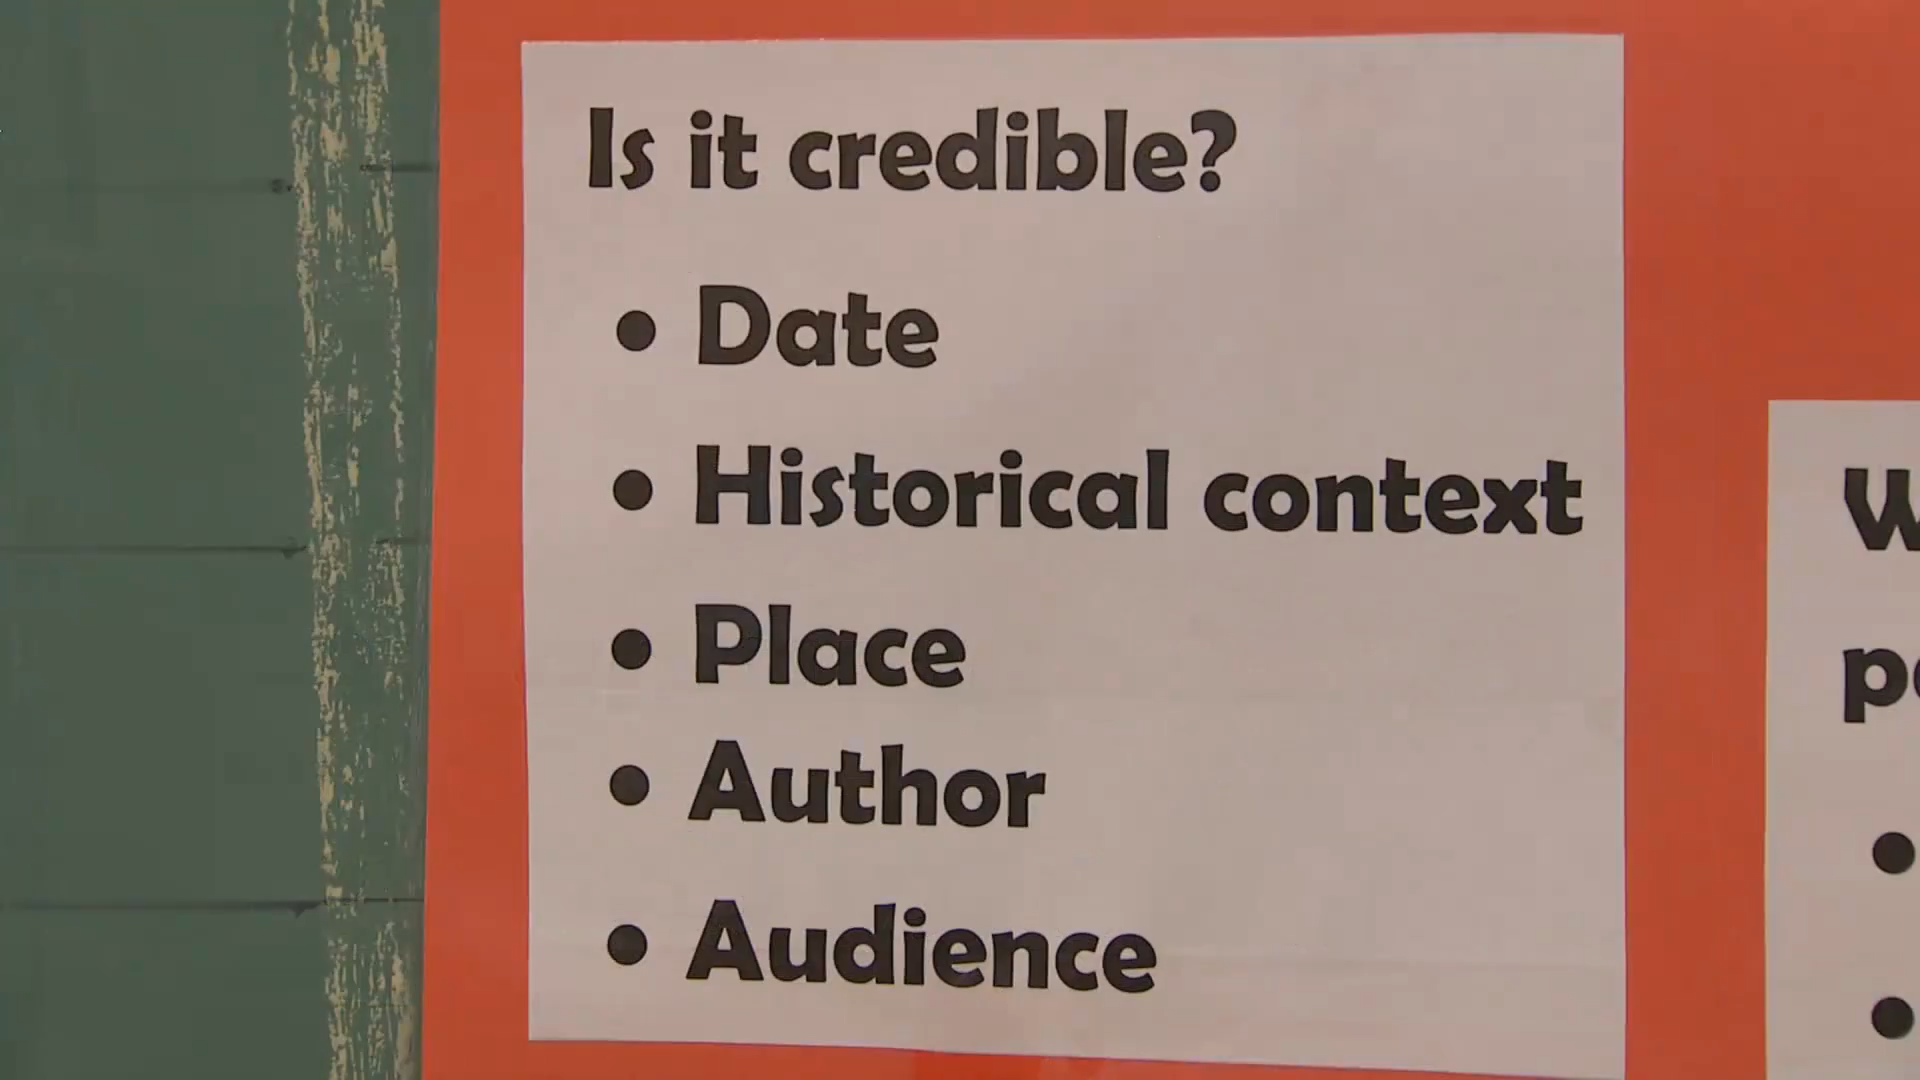 Is it credible?
• Date
• Historical context
• Place
• Author
• Audience